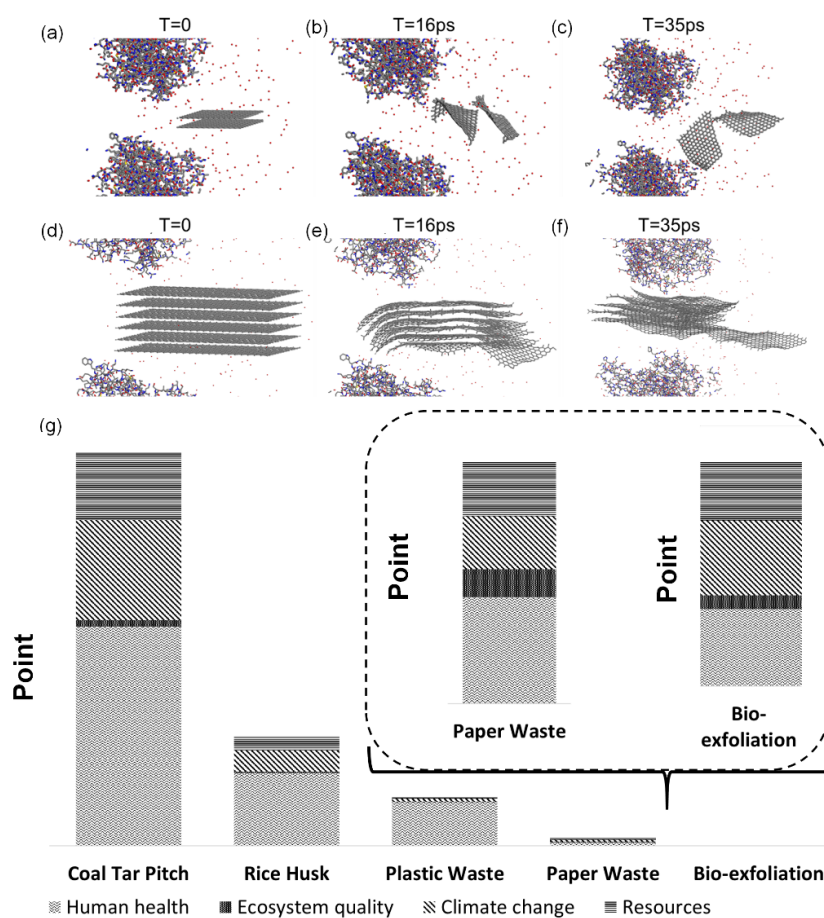 (a) T=0 (b) T=16ps (c) T=35ps
(d) T=0 (e) T=16ps (f) T=35ps
(g)
Point
Point
Point
Paper Waste
Bio-
exfoliation
Coal Tar Pitch Rice Husk Plastic Waste Paper Waste Bio-exfoliation
Human health Ecosystem quality Climate change Resources